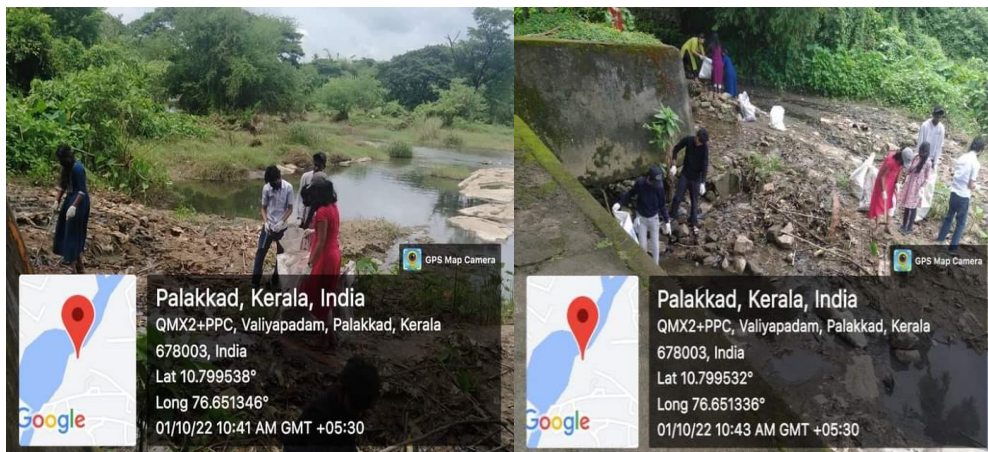 GPS Map Camera
Palakkad, Kerala, India
QMX2+PPC, Valiyapadam, Palakkad, Kerala
678003, India
Lat 10.799538°
Long 76.651346°
01/10/22 10:41 AM GMT +05:30
Google
GPS Map Camera
Palakkad, Kerala, India
QMX2+PPC, Valiyapadam, Palakkad, Kerala
678003, India
Lat 10.799532°
Long 76.651336°
01/10/22 10:43 AM GMT +05:30
Google